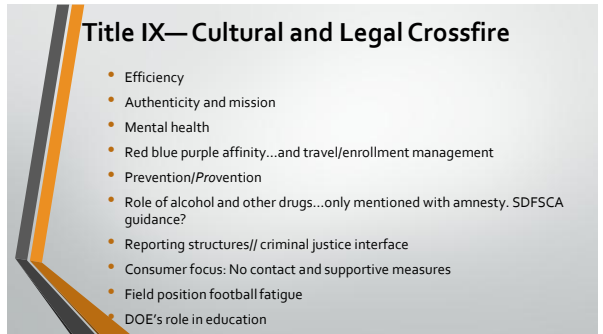 Title IX—Cultural and Legal Crossfire
• Efficiency
• Authenticity and mission
• Mental health
• Red blue purple affinity...and travel/enrollment management
• Prevention/Provention
• Role of alcohol and other drugs...only mentioned with amnesty. SDFSCA
guidance?
• Reporting structures// criminal justice interface
• Consumer focus: No contact and supportive measures
• Field position football fatigue
• DOE's role in education